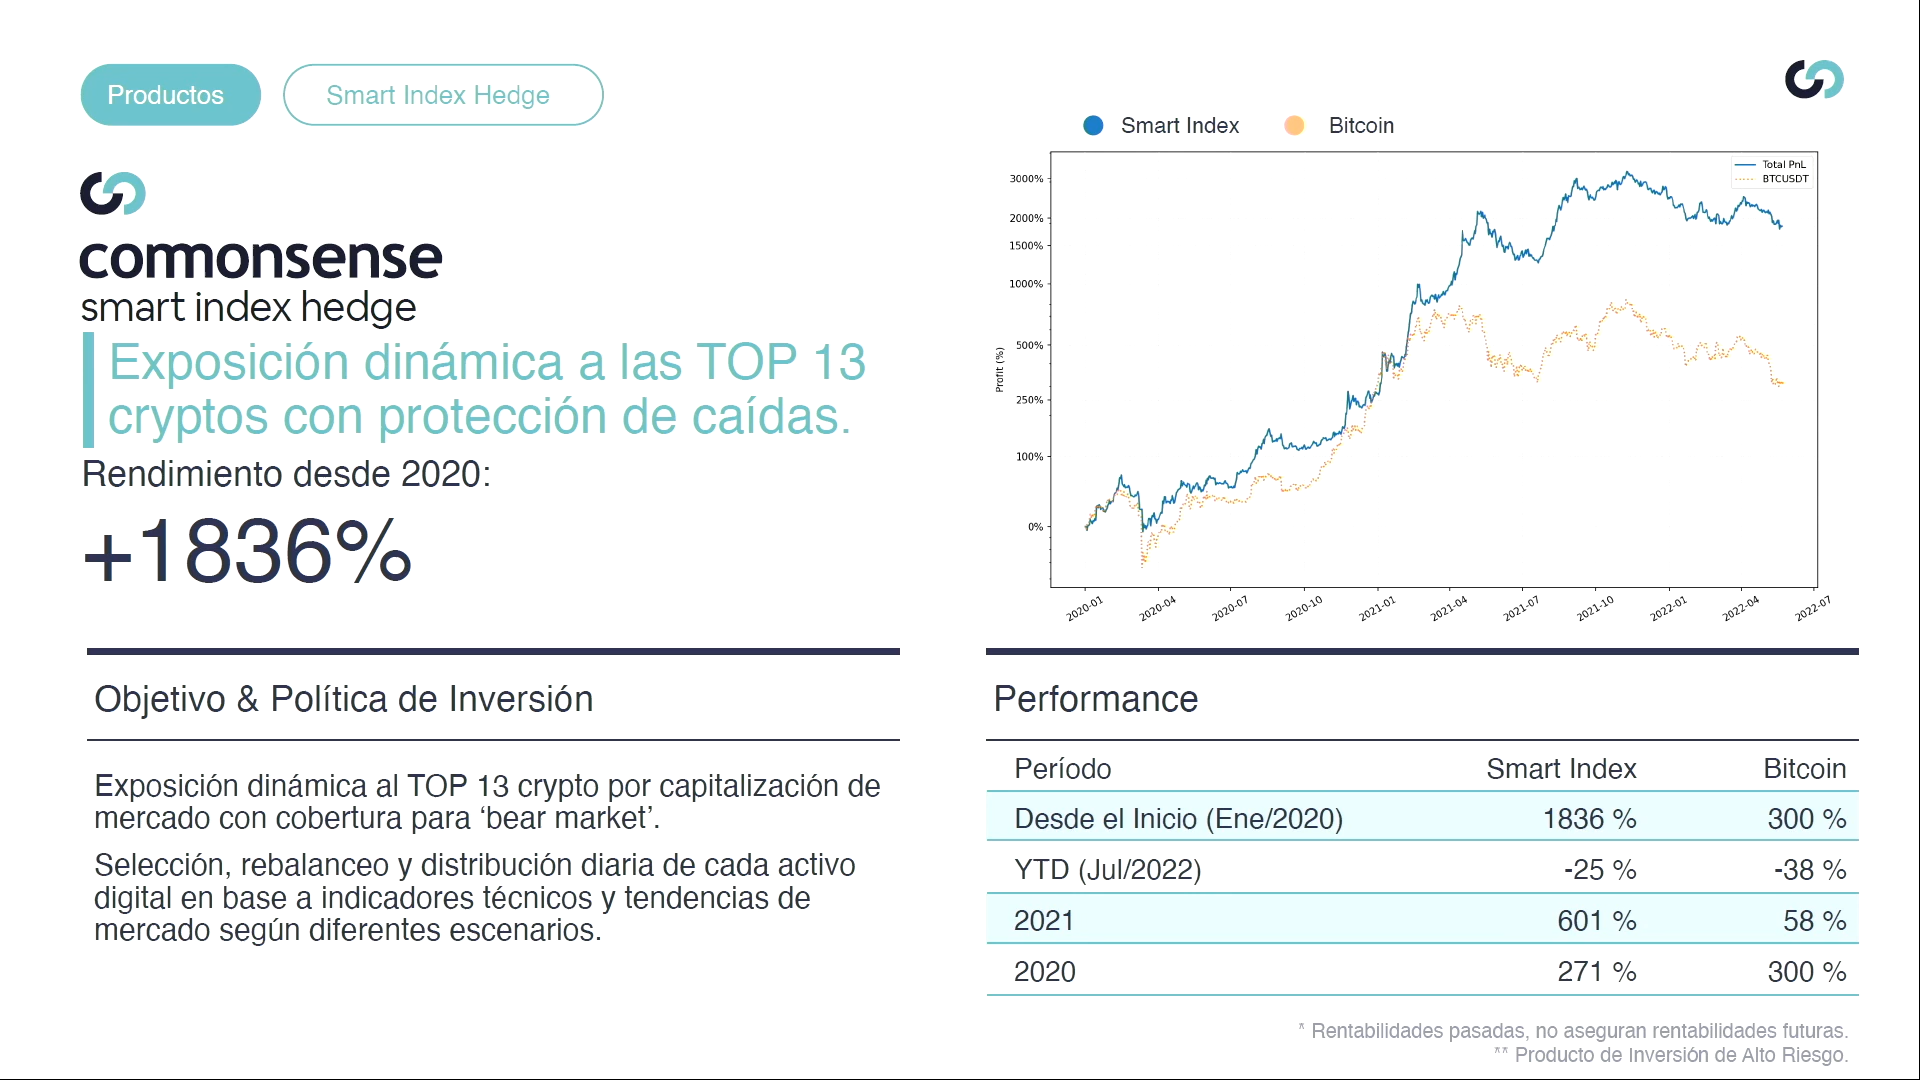 Productos
Smart Index Hedge
commonsense
smart index hedge
Exposición dinámica a las TOP 13
cryptos con protección de caídas.
Rendimiento desde 2020:
+1836%
Smart Index
Bitcoin
Total PnL
BTCUSDT
3000%
2000%
1500%
1000%
500%
250%
100%
0%
Profit (%)
2020-01
2020-04
2020-07
2020-10
2021-01
2021-04
2021-07
2021-10
2022-01
2022-04
2022-07
Objetivo & Política de Inversión
Exposición dinámica al TOP 13 crypto por capitalización de
mercado con cobertura para ‘bear market’.
Selección, rebalanceo y distribución diaria de cada activo
digital en base a indicadores técnicos y tendencias de
mercado según diferentes escenarios.
Performance
Período Smart Index Bitcoin
Desde el Inicio (Ene/2020) 1836 % 300 %
YTD (Jul/2022) -25 % -38 %
2021 601 % 58 %
2020 271 % 300 %
* Rentabilidades pasadas, no aseguran rentabilidades futuras.
** Producto de Inversión de Alto Riesgo.